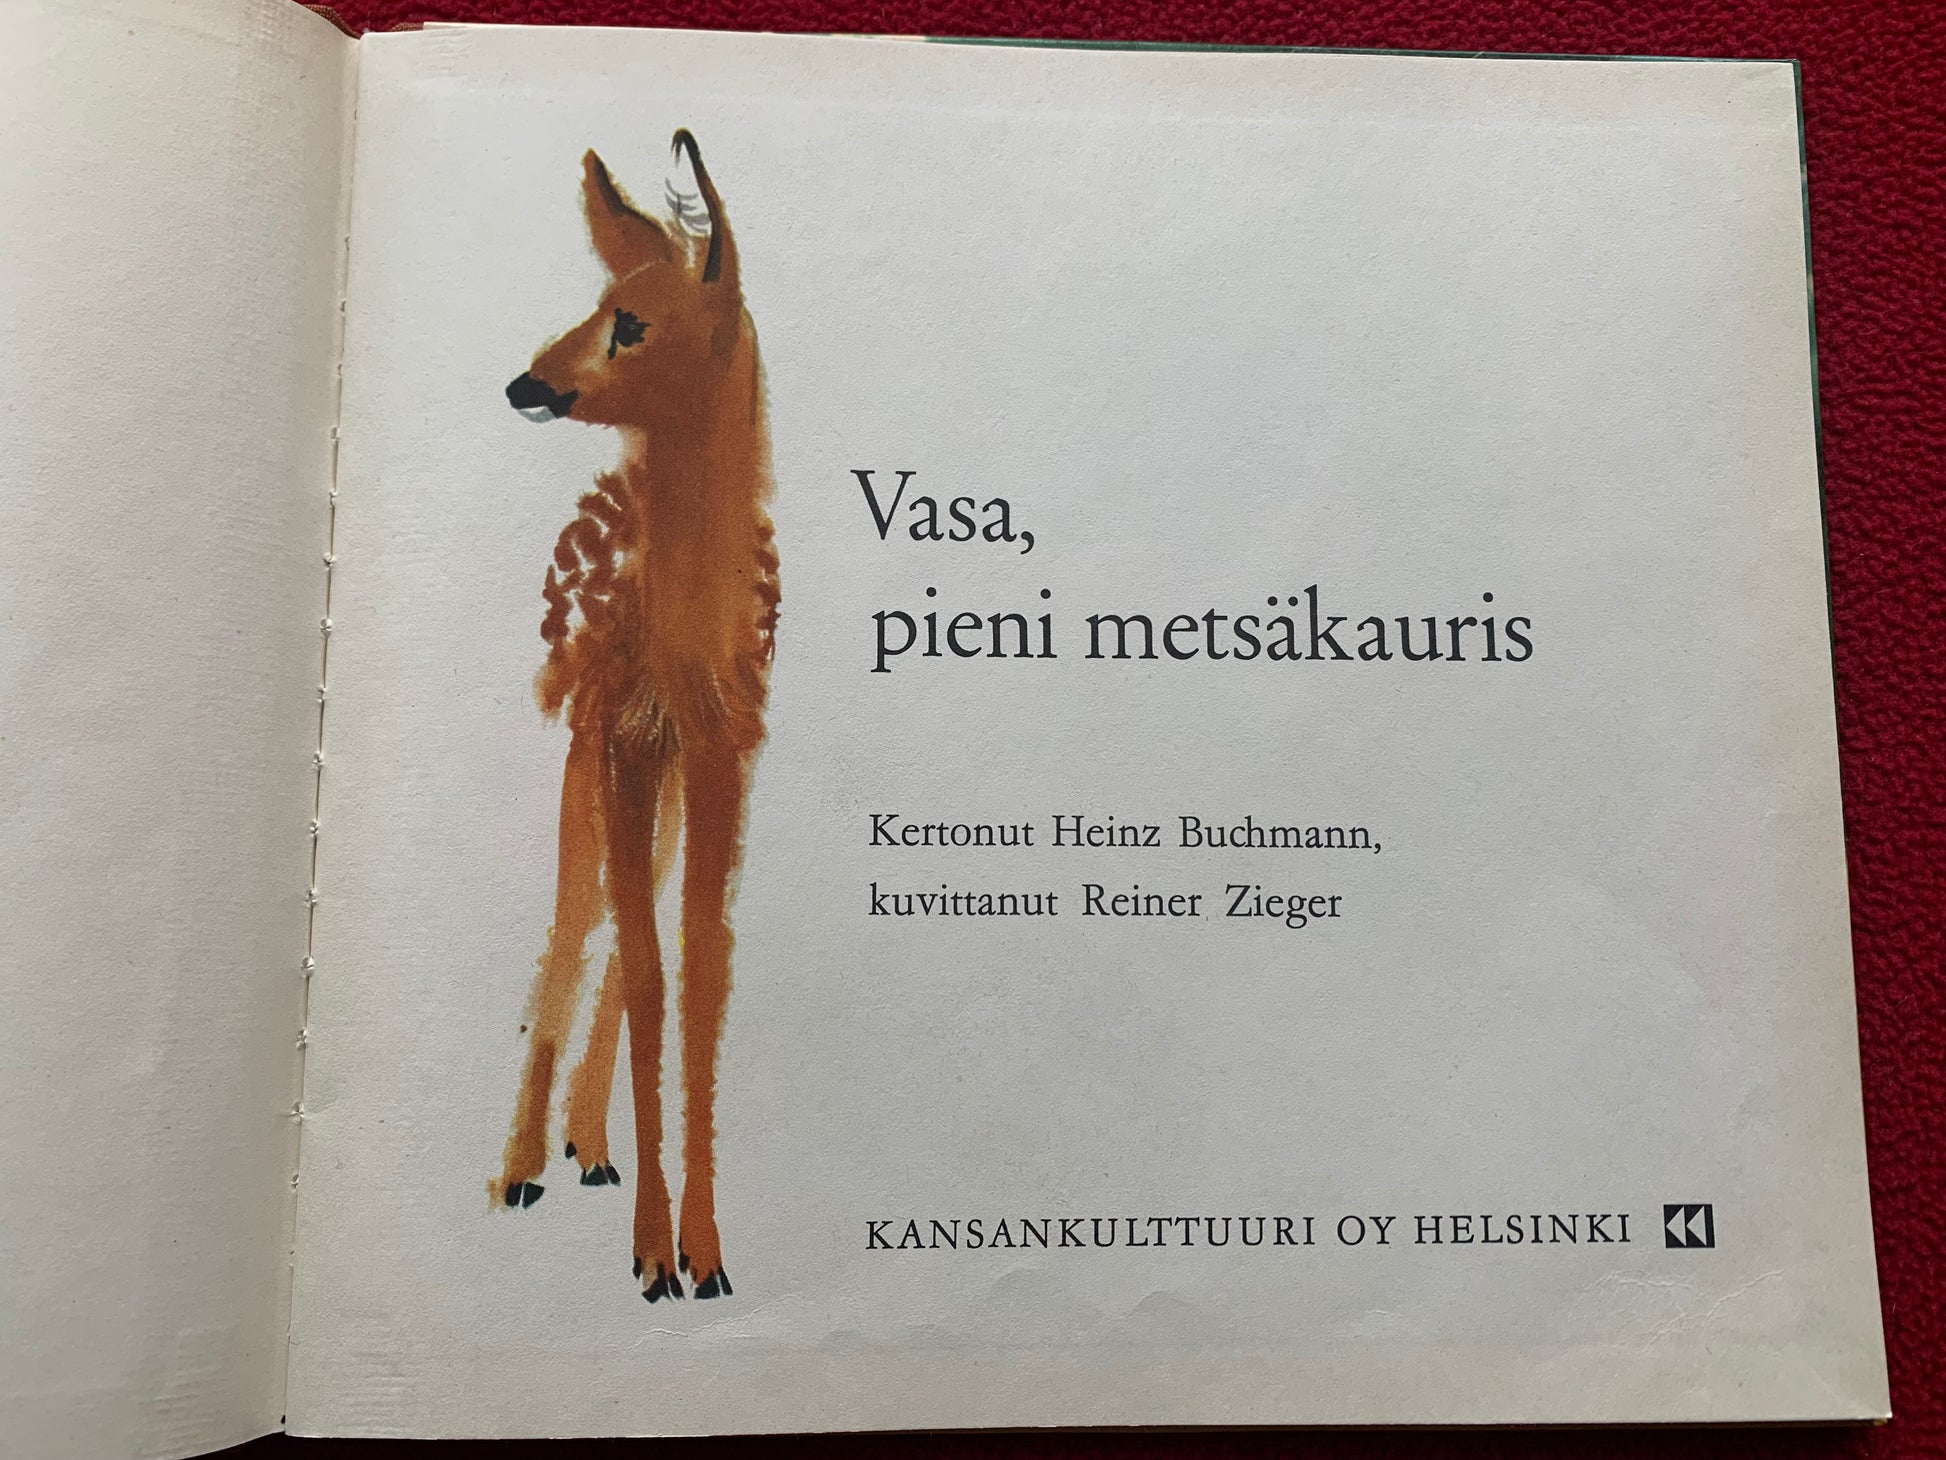 Vasa,
pieni metsäkauris
Kertonut Heinz Buchmann,
kuvittanut Reiner Zieger
KANSANKULTTUURI OY HELSINKI